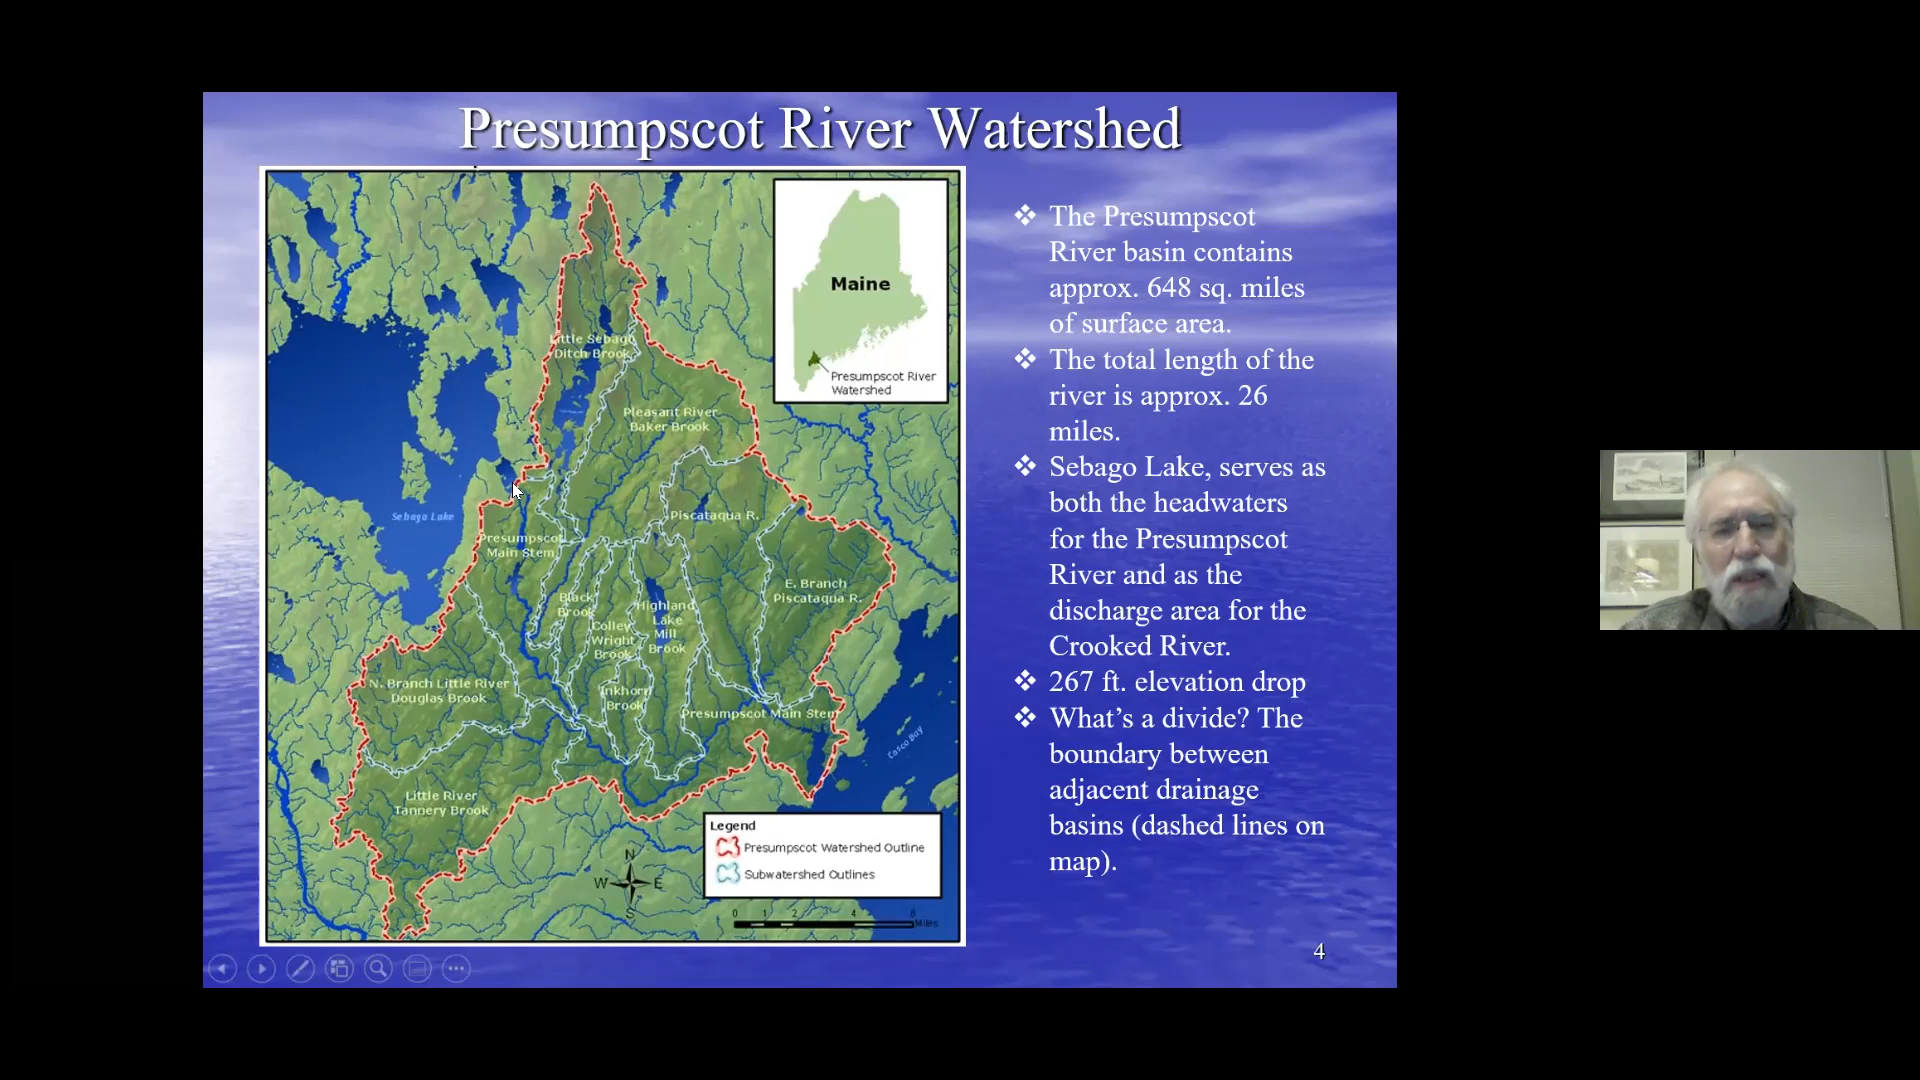 Presumpscot River Watershed
Maine
Presumpscot River
Watershed
Little Sebago
Ditch Brook
Pleasant River
Baker Brook
Sebago Lake
Piscataqua R.
Presumpscot
Main Stem
E. Branch
Piscataqua R.
Black
Brook
Colley
Wright
Brook
Highland
Lake
Mill
Brook
N. Branch Little River
Douglas Brook
Inkhorn
Brook
Presumpscot Main Stem
Casco Bay
Little River
Tannery Brook
Legend
Presumpscot Watershed Outline
Subwatershed Outlines
N
W E
S
0 1 2 4 6
Miles
❖ The Presumpscot
River basin contains
approx. 648 sq. miles
of surface area.
❖ The total length of the
river is approx. 26
miles.
❖ Sebago Lake, serves as
both the headwaters
for the Presumpscot
River and as the
discharge area for the
Crooked River.
❖ 267 ft. elevation drop
❖ What’s a divide? The
boundary between
adjacent drainage
basins (dashed lines on
map).
4